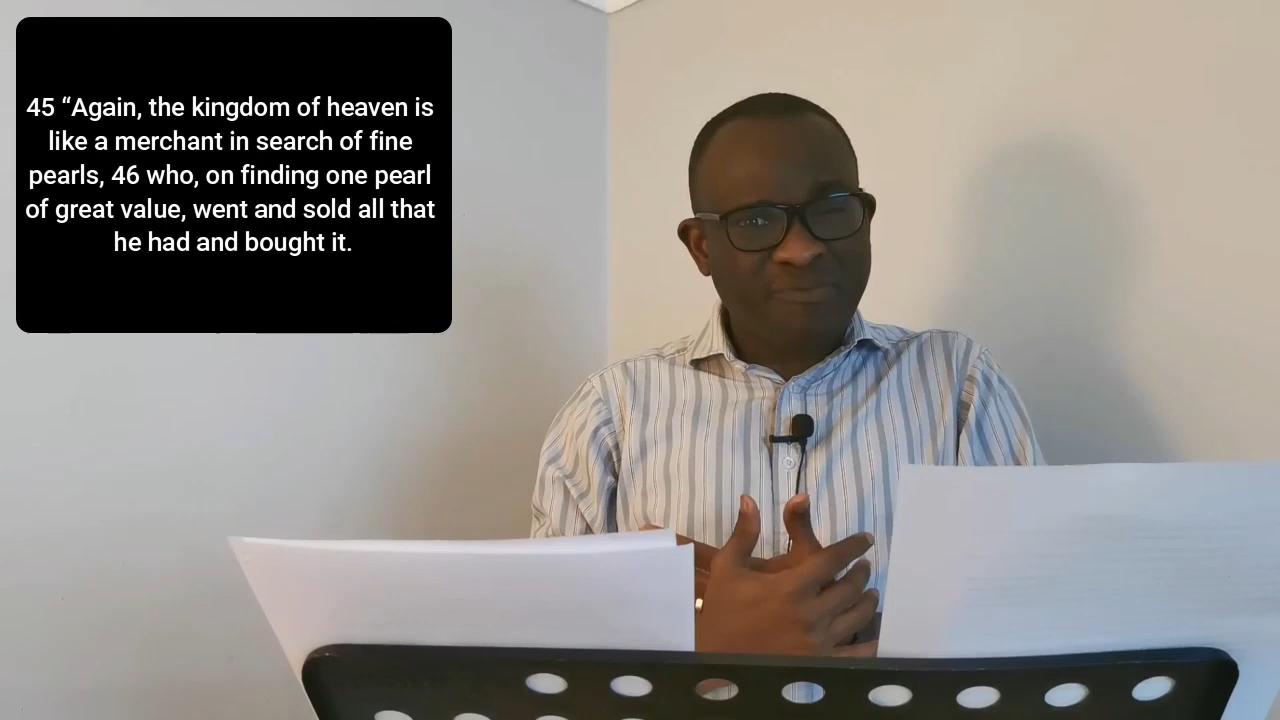 45 “Again, the kingdom of heaven is
like a merchant in search of fine
pearls, 46 who, on finding one pearl
of great value, went and sold all that
he had and bought it.